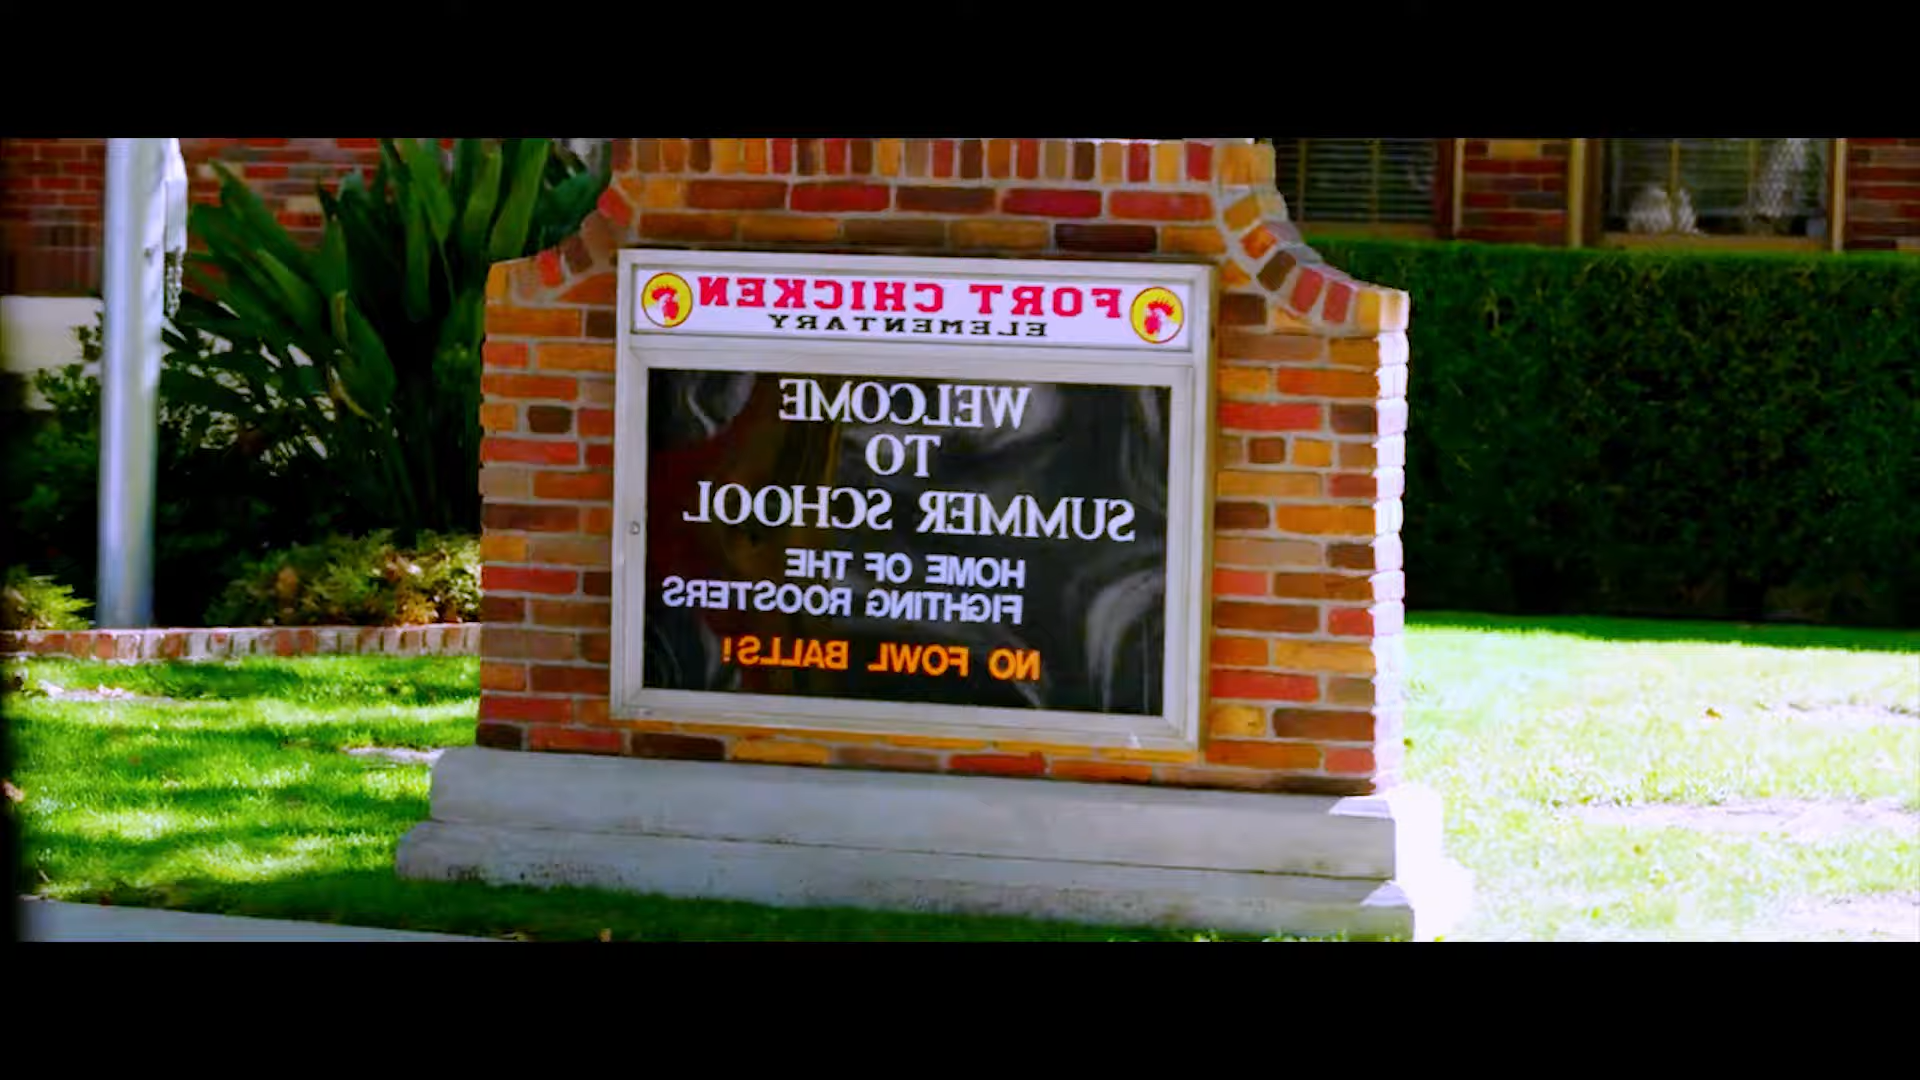 FORT CHICKEN
ELEMENTARY
WELCOME
TO
SUMMER SCHOOL
HOME OF THE
FIGHTING ROOSTERS
NO FOWL BALLS!